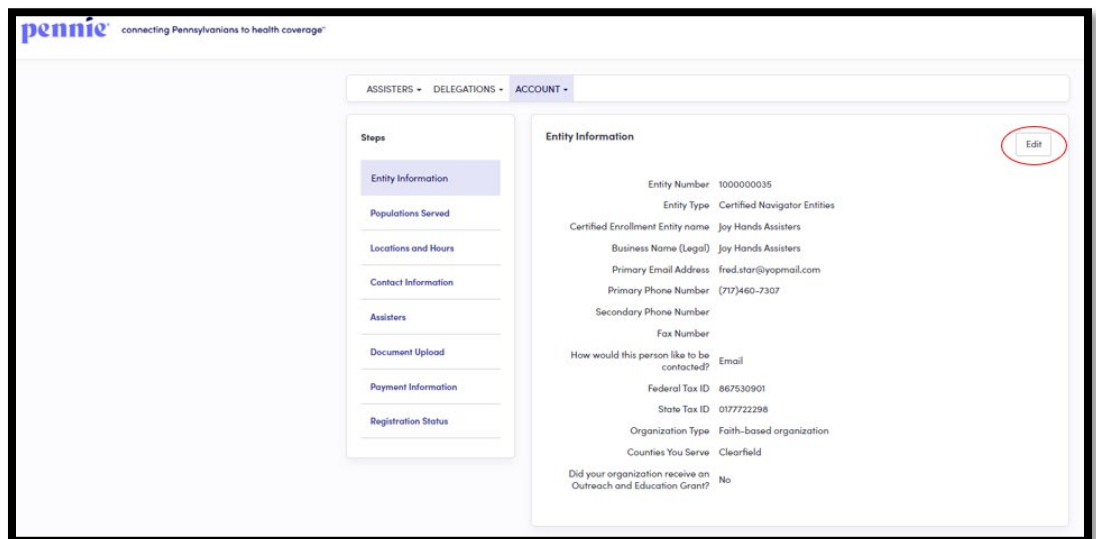 pennie connecting Pennsylvanians to health coverage™
ASSISTERS DELEGATIONS ACCOUNT
Steps
Entity Information
Populations Served
Locations and Hours
Contact Information
Assisters
Document Upload
Payment Information
Registration Status
Entity Information
Edit
Entity Number 1000000035
Entity Type Certified Navigator Entities
Certified Enrollment Entity name Joy Hands Assisters
Business Name (Legal) Joy Hands Assisters
Primary Email Address fred.star@yopmail.com
Primary Phone Number (717)460-7307
Secondary Phone Number
Fax Number
How would this person like to be
contacted? Email
Federal Tax ID 867530901
State Tax ID 0177722298
Organization Type Faith-based organization
Counties You Serve Clearfield
Did your organization receive an
Outreach and Education Grant? No